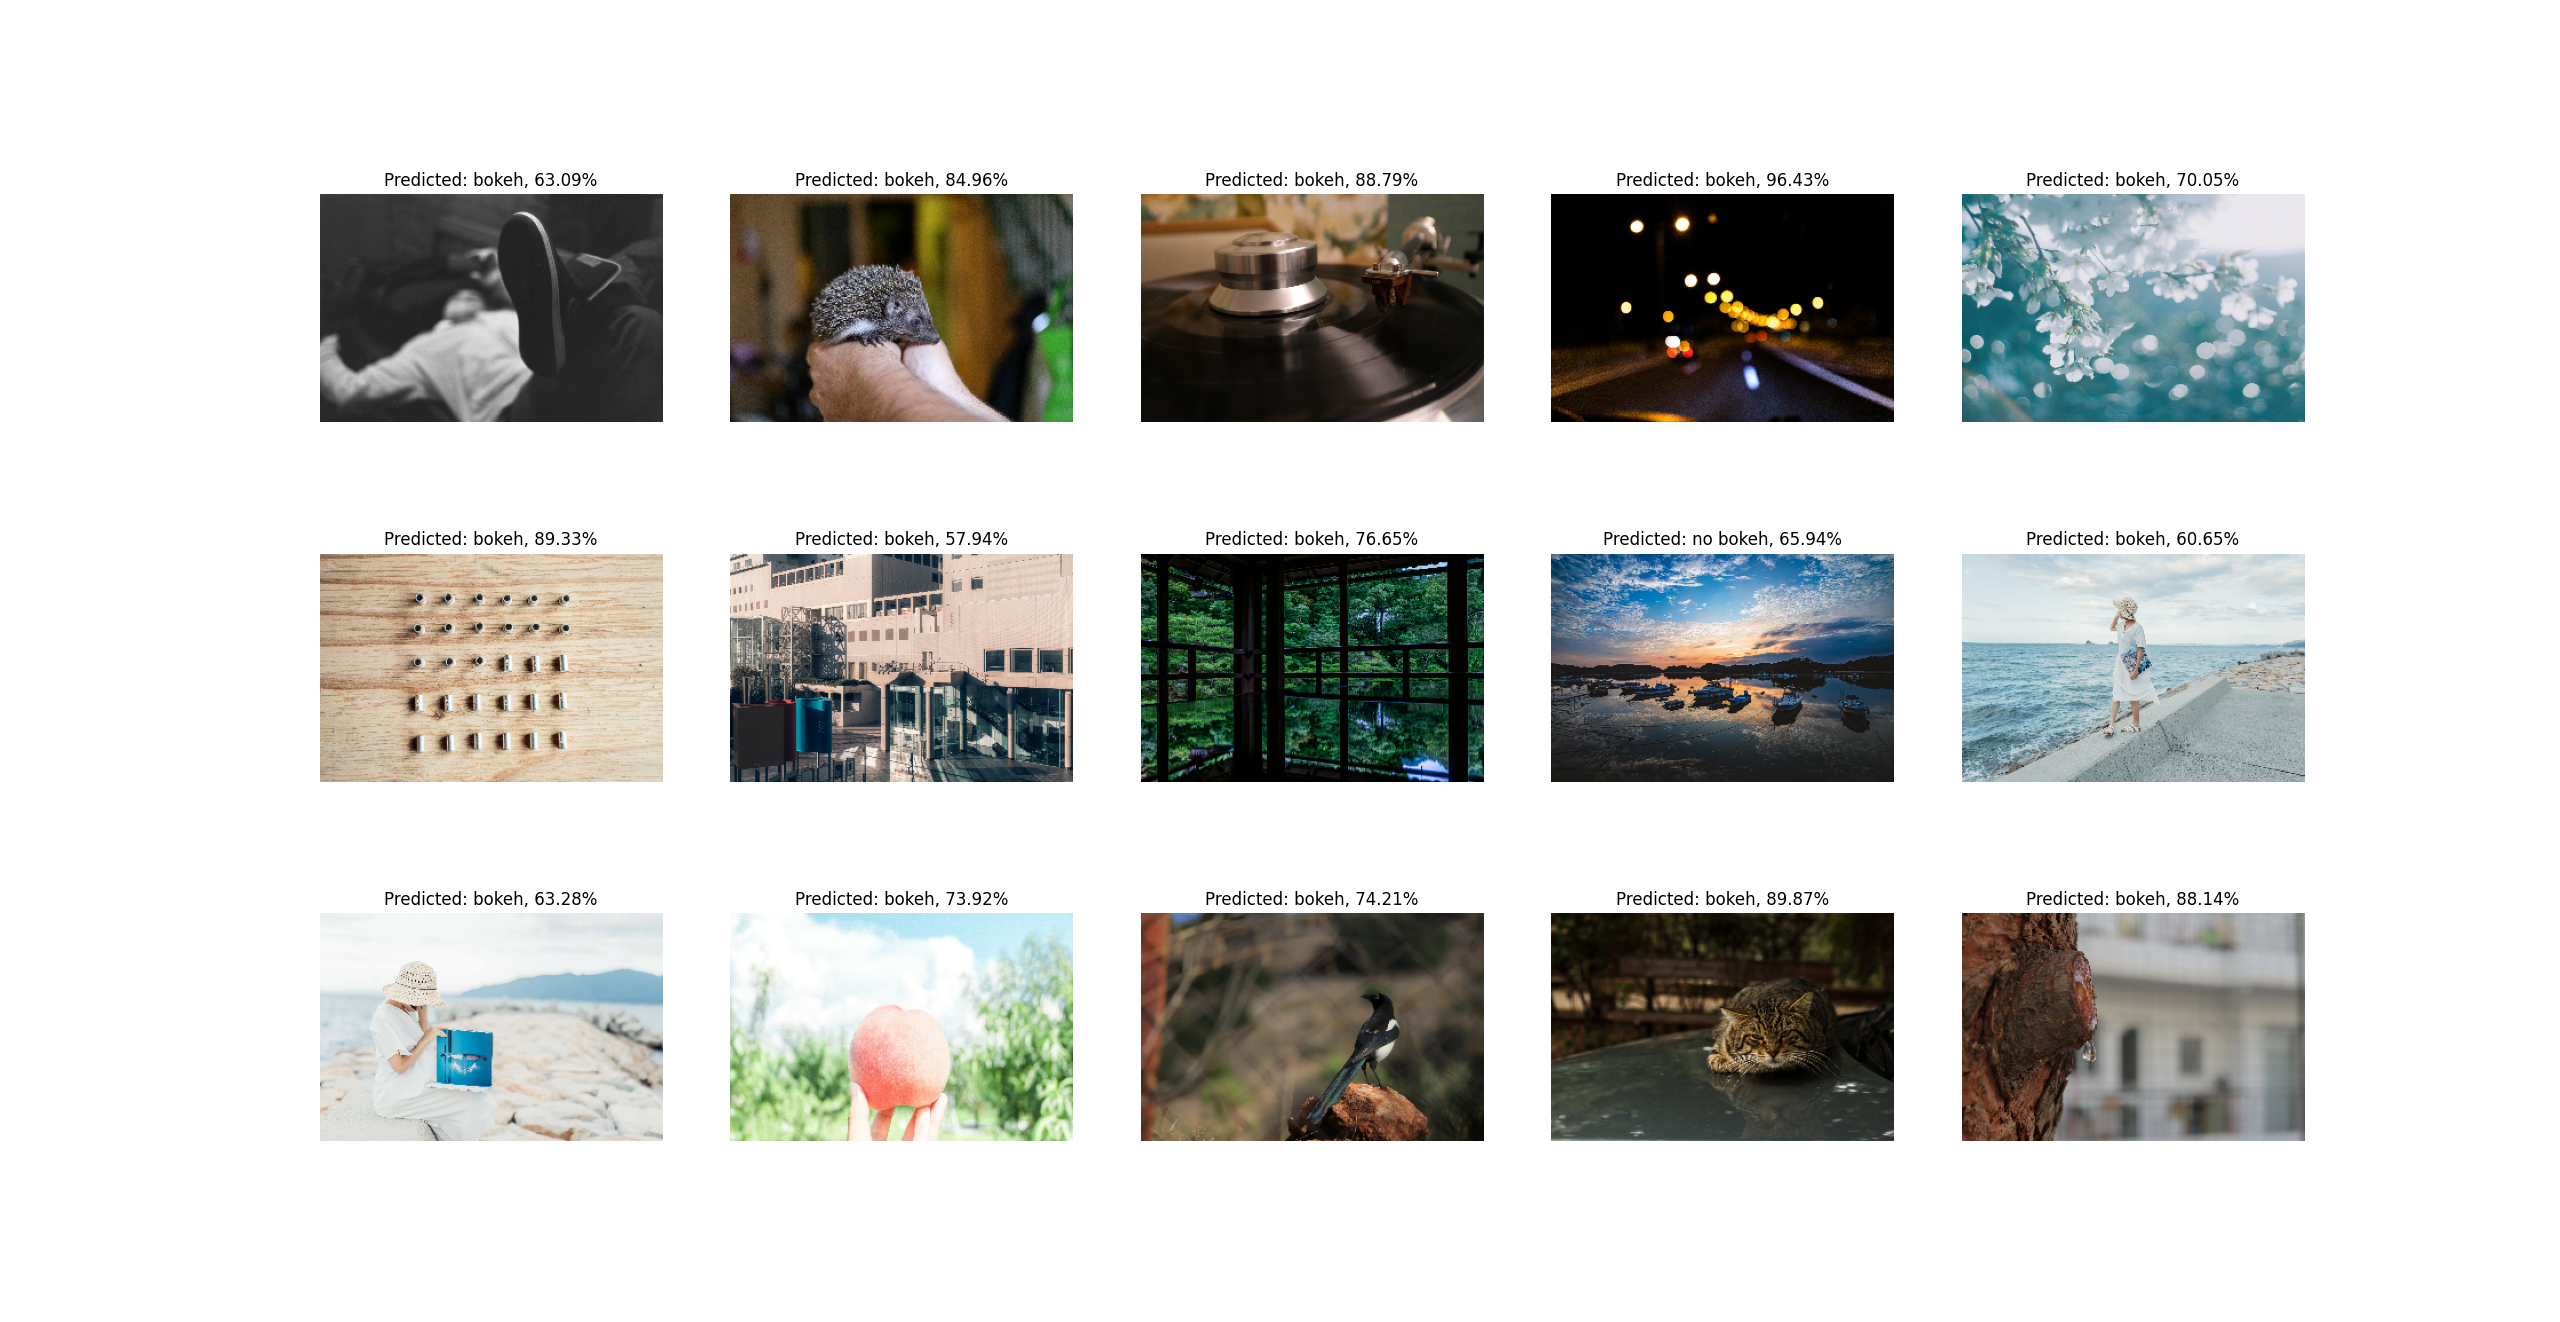 Predicted: bokeh, 63.09%
Predicted: bokeh, 84.96%
Predicted: bokeh, 88.79%
Predicted: bokeh, 96.43%
Predicted: bokeh, 70.05%
Predicted: bokeh, 89.33%
Predicted: bokeh, 57.94%
Predicted: bokeh, 76.65%
Predicted: no bokeh, 65.94%
Predicted: bokeh, 60.65%
Predicted: bokeh, 63.28%
Predicted: bokeh, 73.92%
Predicted: bokeh, 74.21%
Predicted: bokeh, 89.87%
Predicted: bokeh, 88.14%